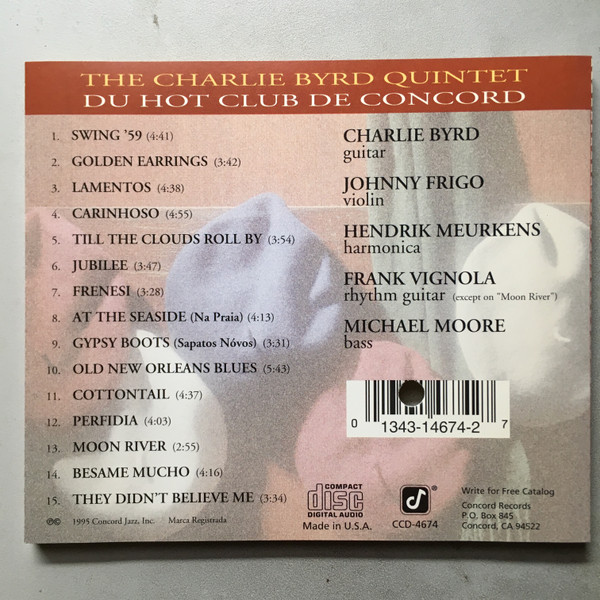 THE CHARLIE BYRD QUINTET
DU HOT CLUB DE CONCORD
1. SWING '59 (4:41)
2. GOLDEN EARRINGS (3:42)
3. LAMENTOS (4:38)
4. CARINHOSO (4:55)
5. TILL THE CLOUDS ROLL BY (3:54)
6. JUBILEE (3:47)
7. FRENESI (3:28)
8. AT THE SEASIDE (Na Praia) (4:13)
9. GYPSY BOOTS (Sapatos Nóvos) (3:31)
10. OLD NEW ORLEANS BLUES (5:43)
11. COTTONTAIL (4:37)
12. PERFIDIA (4:03)
13. MOON RIVER (2:55)
14. BESAME MUCHO (4:16)
15. THEY DIDN'T BELIEVE ME (3:34)
℗© 1995 Concord Jazz, Inc. Marca Registrada
CHARLIE BYRD
guitar
JOHNNY FRIGO
violin
HENDRIK MEURKENS
harmonica
FRANK VIGNOLA
rhythm guitar (except on "Moon River")
MICHAEL MOORE
bass
0 1343-14674-2 7
COMPACT
disc
DIGITAL AUDIO
Made in U.S.A.
CCD-4674
Write for Free Catalog
Concord Records
P.O. Box 845
Concord, CA 94522